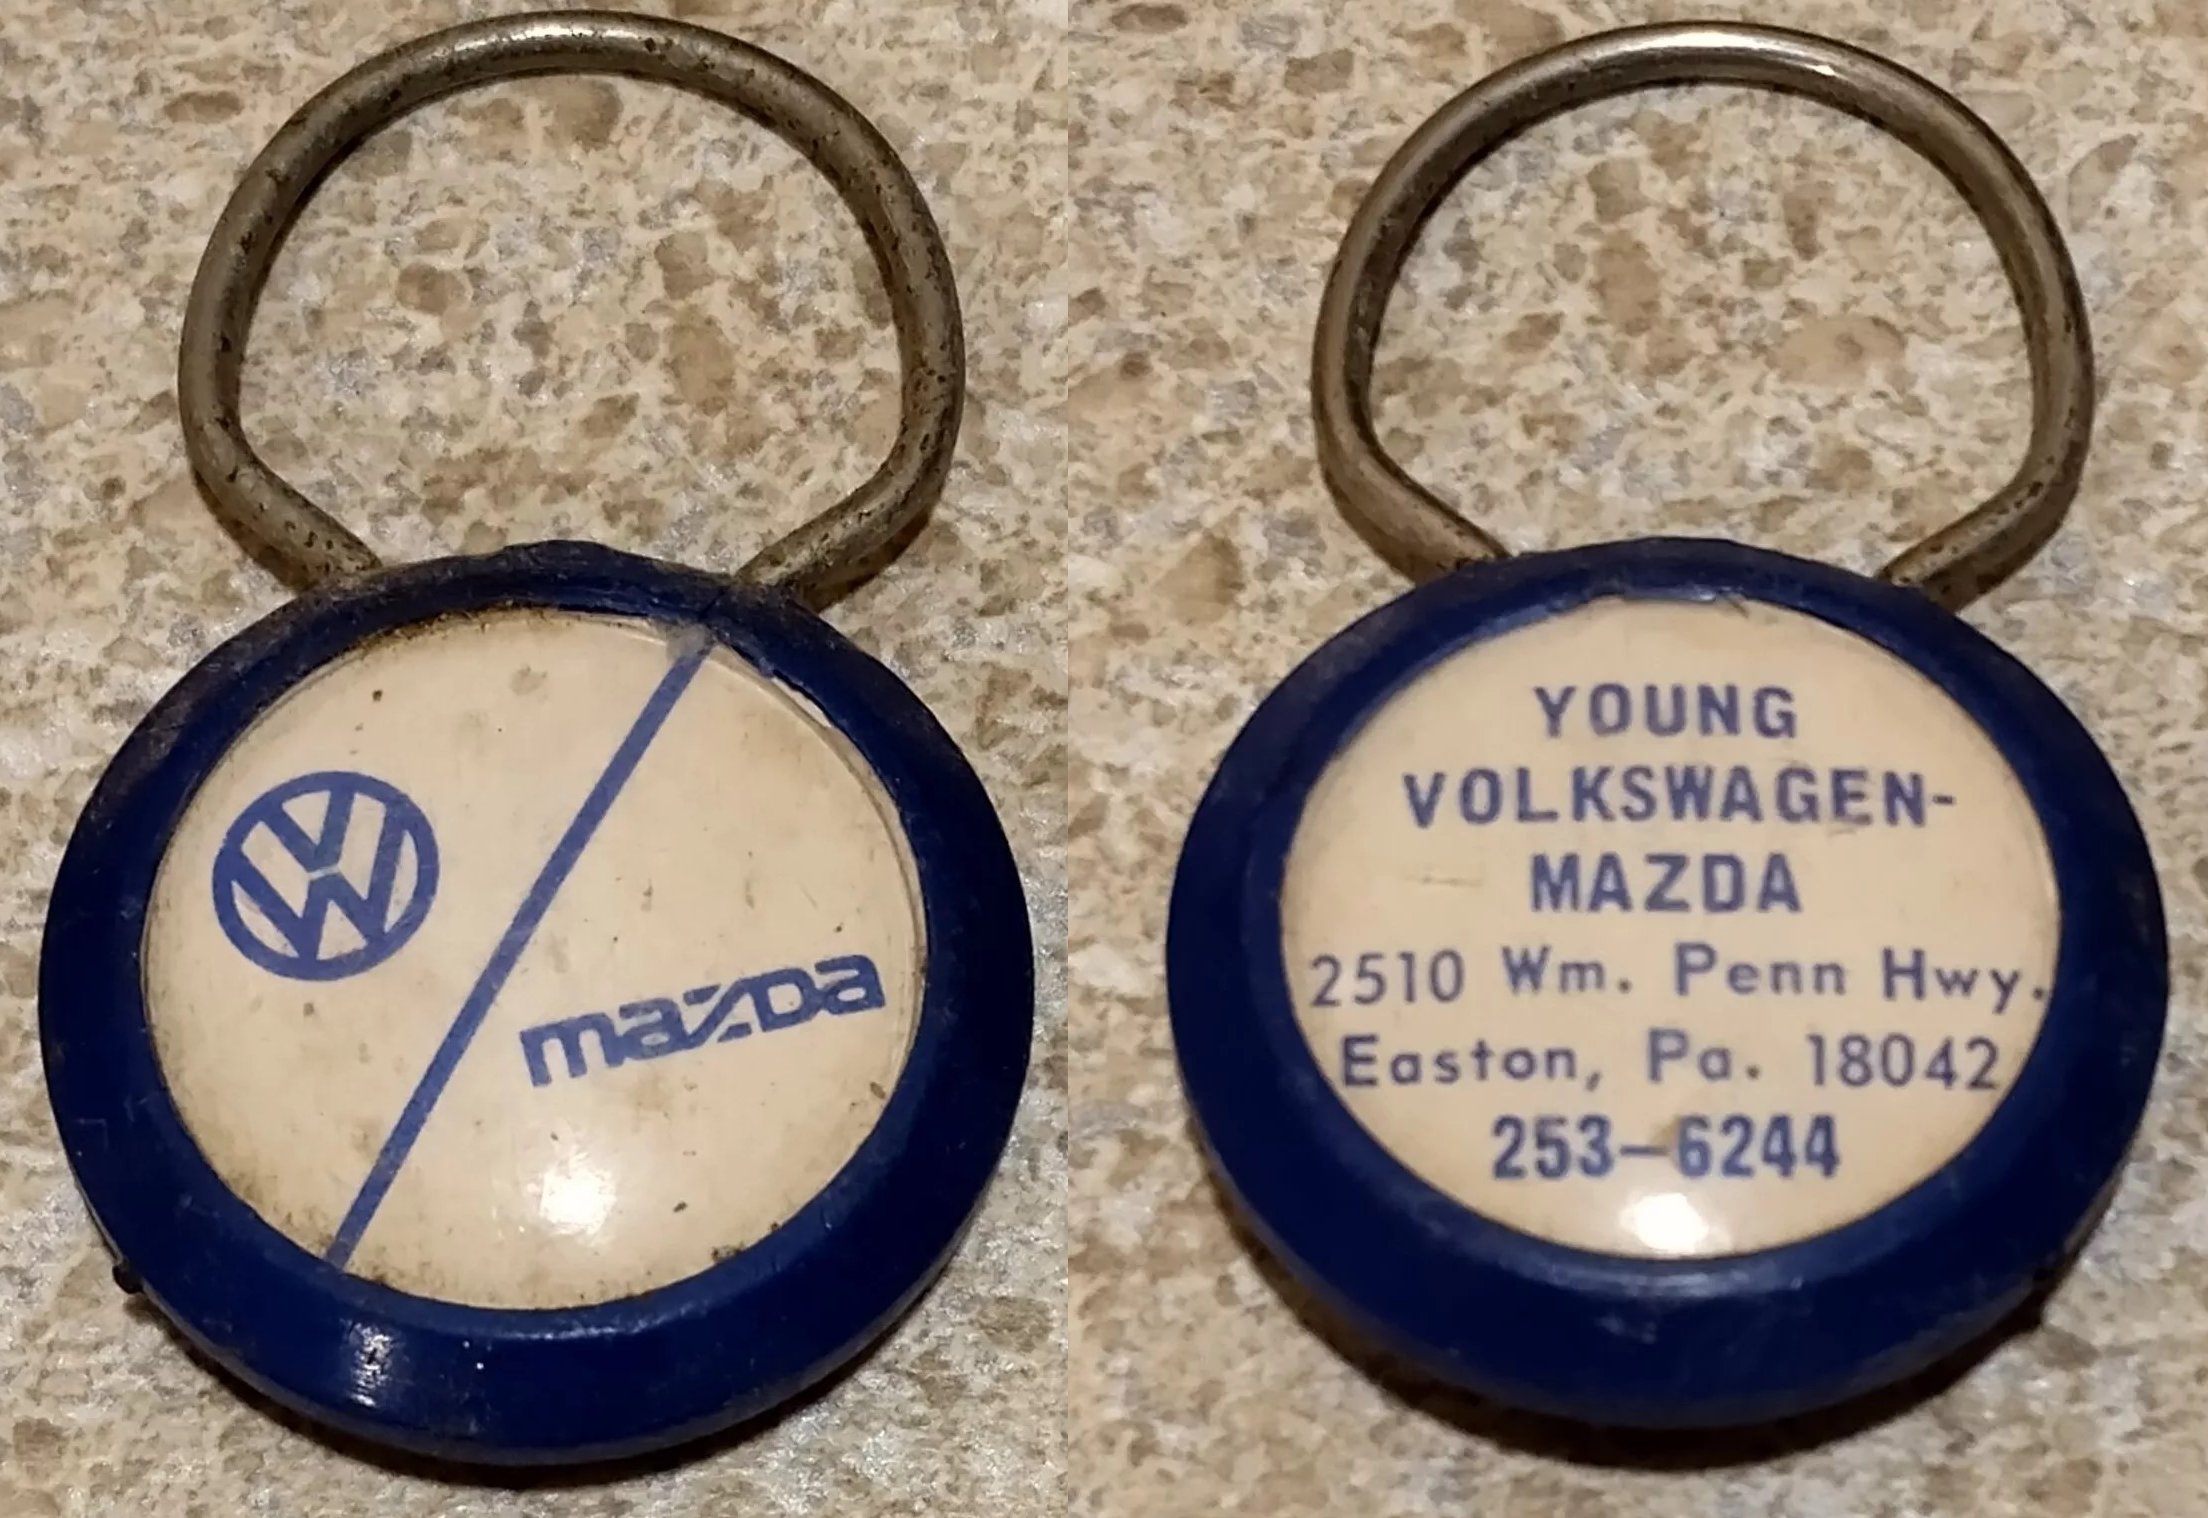 VW
mazda
YOUNG
VOLKSWAGEN-
MAZDA
2510 Wm. Penn Hwy.
Easton, Pa. 18042
253-6244